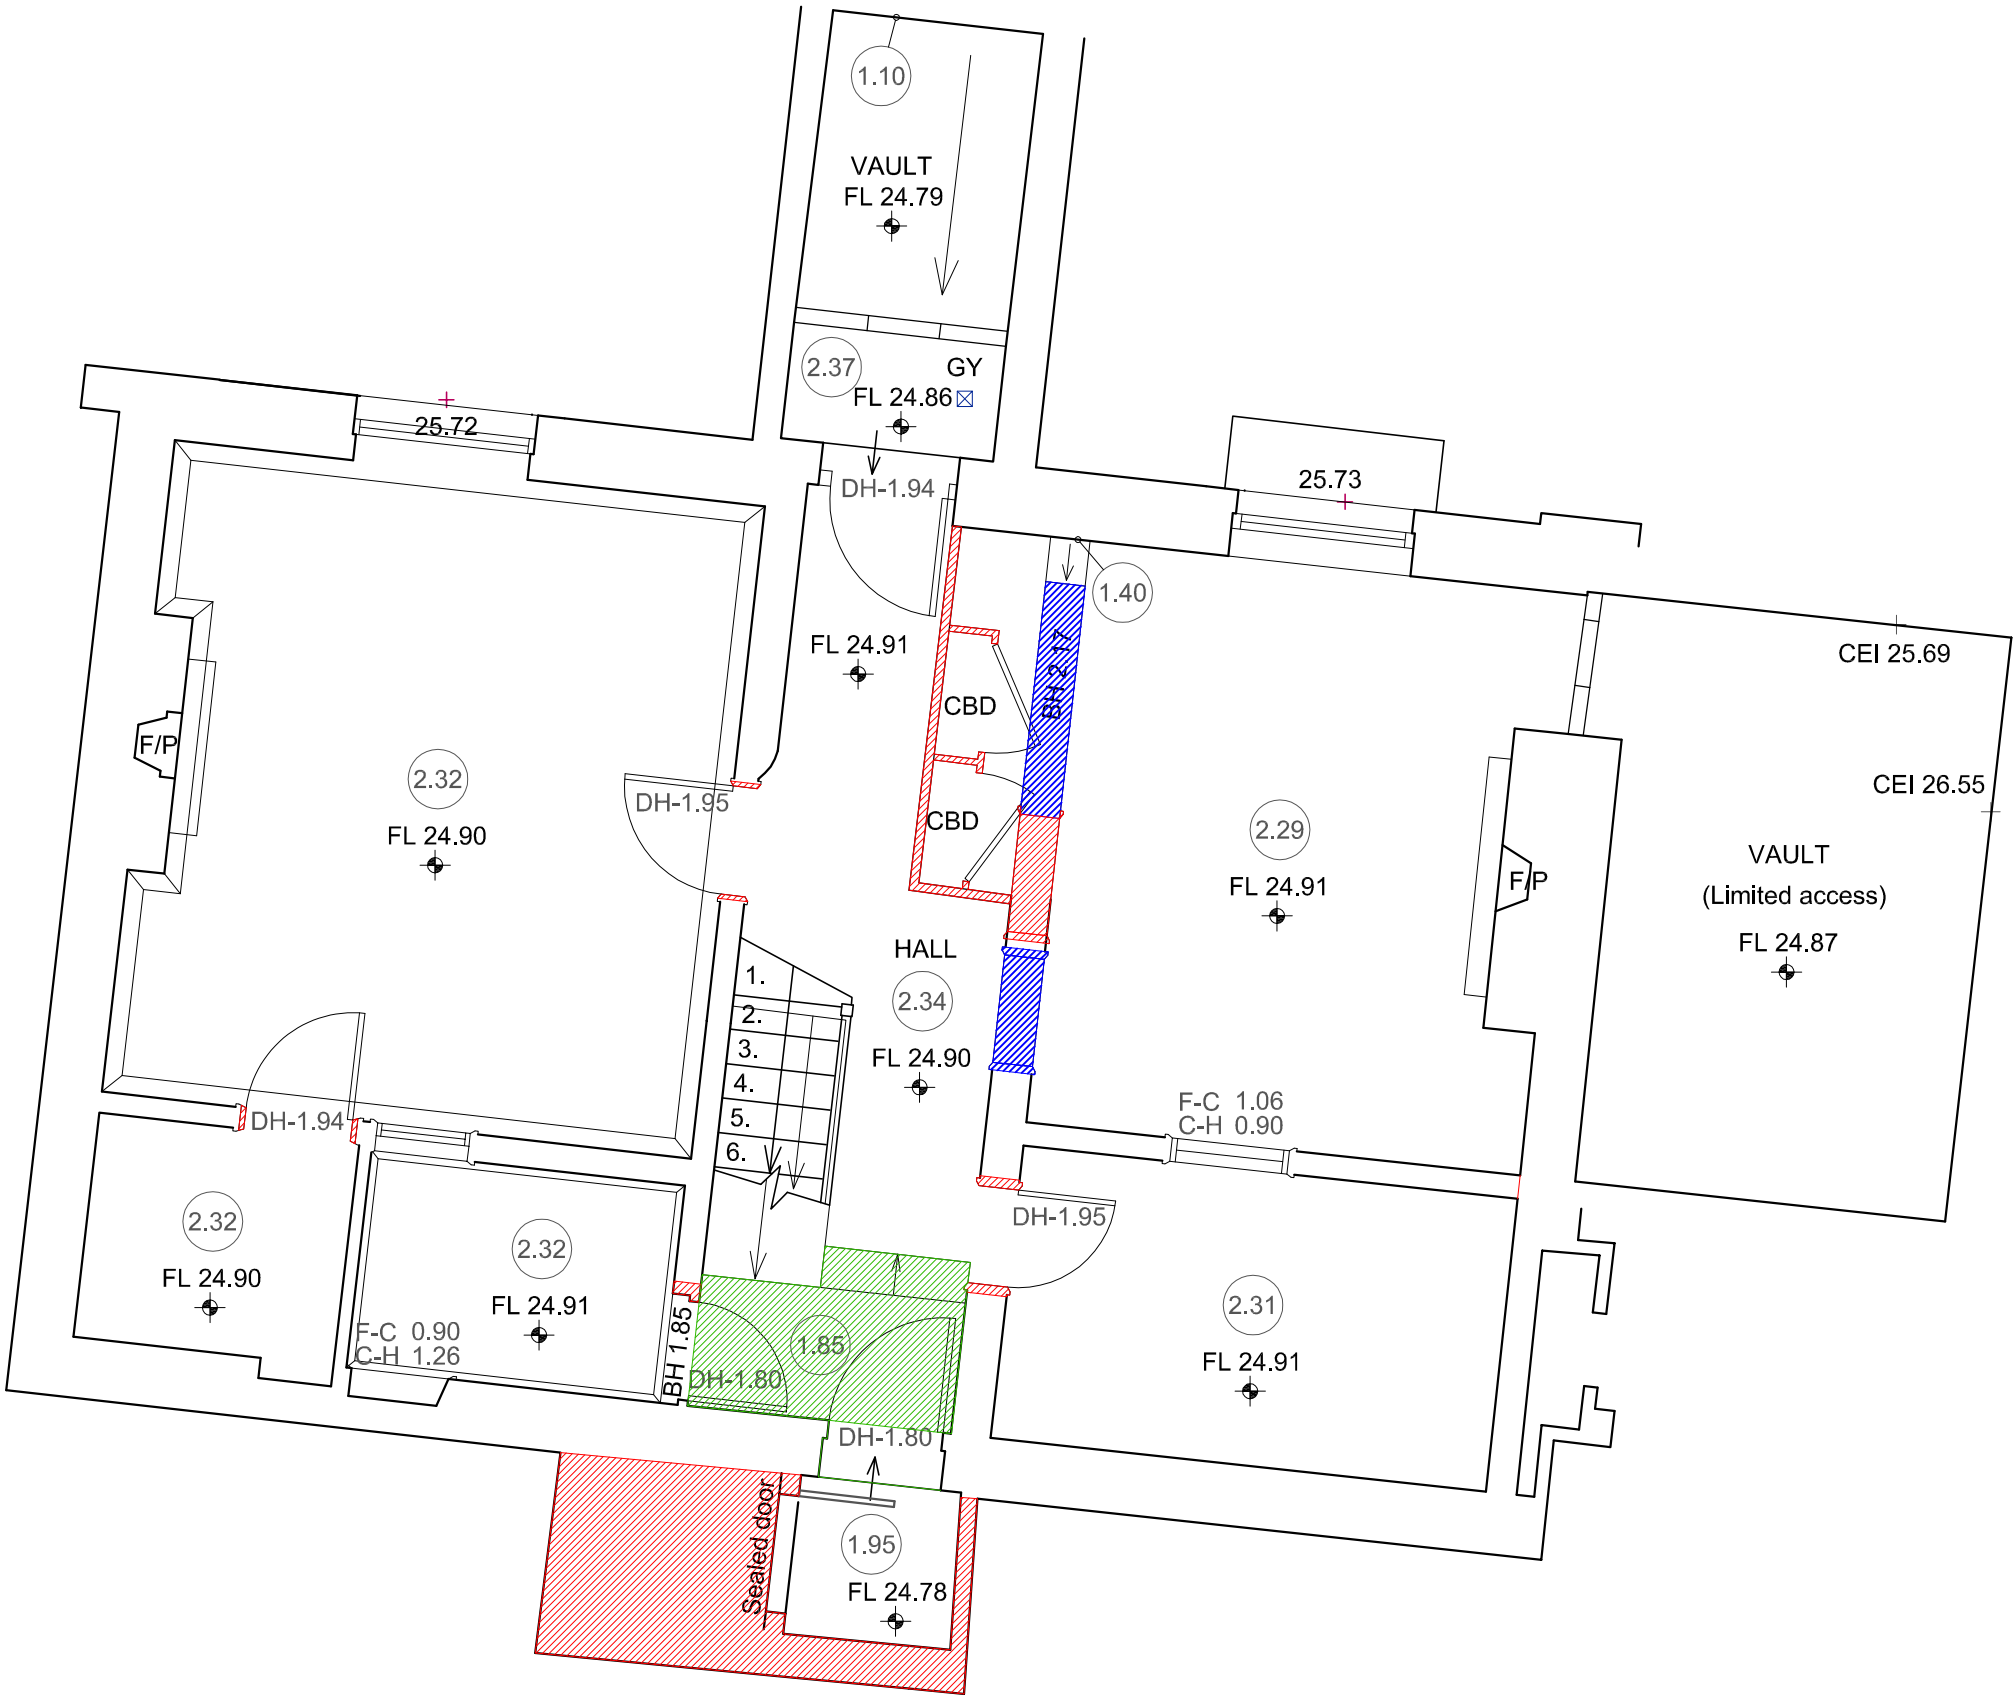 1.10
VAULT
FL 24.79
2.37
GY
FL 24.86
25.72
DH-1.94
25.73
1.40
FL 24.91
CEI 25.69
BH 2.17
CBD
F/P
2.32
DH-1.95
CEI 26.55
FL 24.90
CBD
2.29
VAULT
FL 24.91
F/P
(Limited access)
HALL
FL 24.87
1.
2.34
2.
3.
FL 24.90
4.
5.
6.
F-C 1.06
C-H 0.90
DH-1.94
2.32
DH-1.95
2.32
FL 24.90
FL 24.91
2.31
F-C 0.90
C-H 1.26
BH 1.85
1.85
DH-1.80
FL 24.91
DH-1.80
Sealed door
1.95
FL 24.78